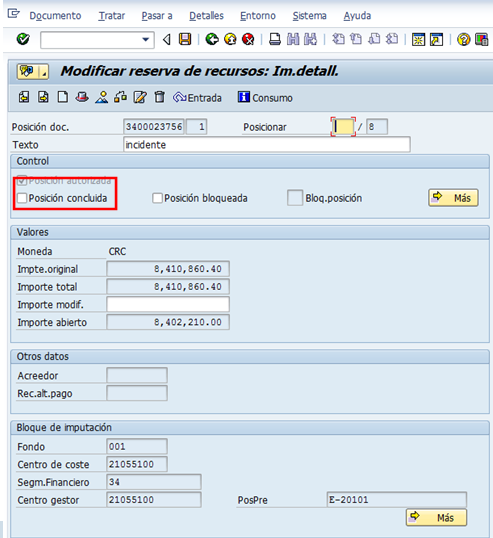 Documento Tratar Pasar a Detalles Entorno Sistema Ayuda
Modificar reserva de recursos: Im.detall.
Entrada Consumo
Posición doc. 3400023756 1 Posicionar / 8
Texto incidente
Control
Posición autorizada
Posición concluida Posición bloqueada Bloq.posición Más
Valores
Moneda CRC
Impte.original 8,410,860.40
Importe total 8,410,860.40
Importe modif.
Importe abierto 8,402,210.00
Otros datos
Acreedor
Rec.alt.pago
Bloque de imputación
Fondo 001
Centro de coste 21055100
Segm.Financiero 34
Centro gestor 21055100 PosPre E-20101
Más